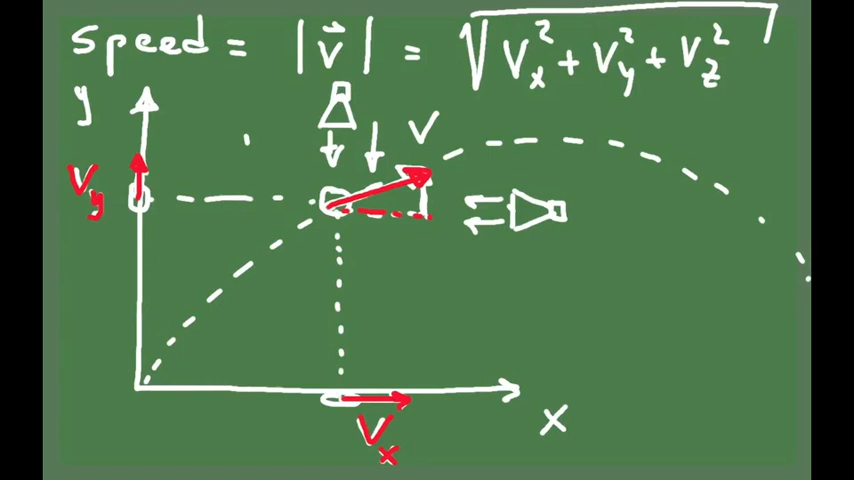 Speed = |v⃗| = √(Vx² + Vy² + Vz²)
y
V
Vy
x
Vx